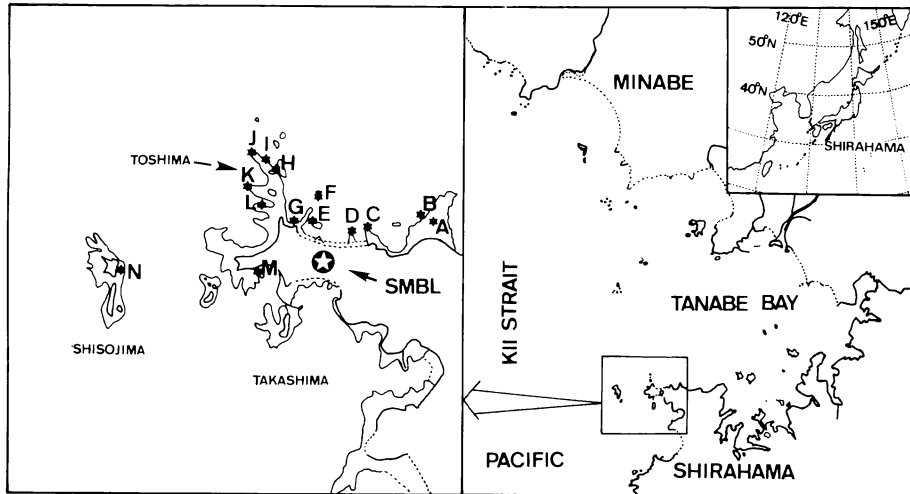 J
I
H
TOSHIMA
K
L
F
G
E
D
C
B
A
N
M
SMBL
SHISOJIMA
TAKASHIMA
KII STRAIT
MINABE
TANABE BAY
PACIFIC
SHIRAHAMA
120°E
150°E
50°N
40°N
SHIRAHAMA